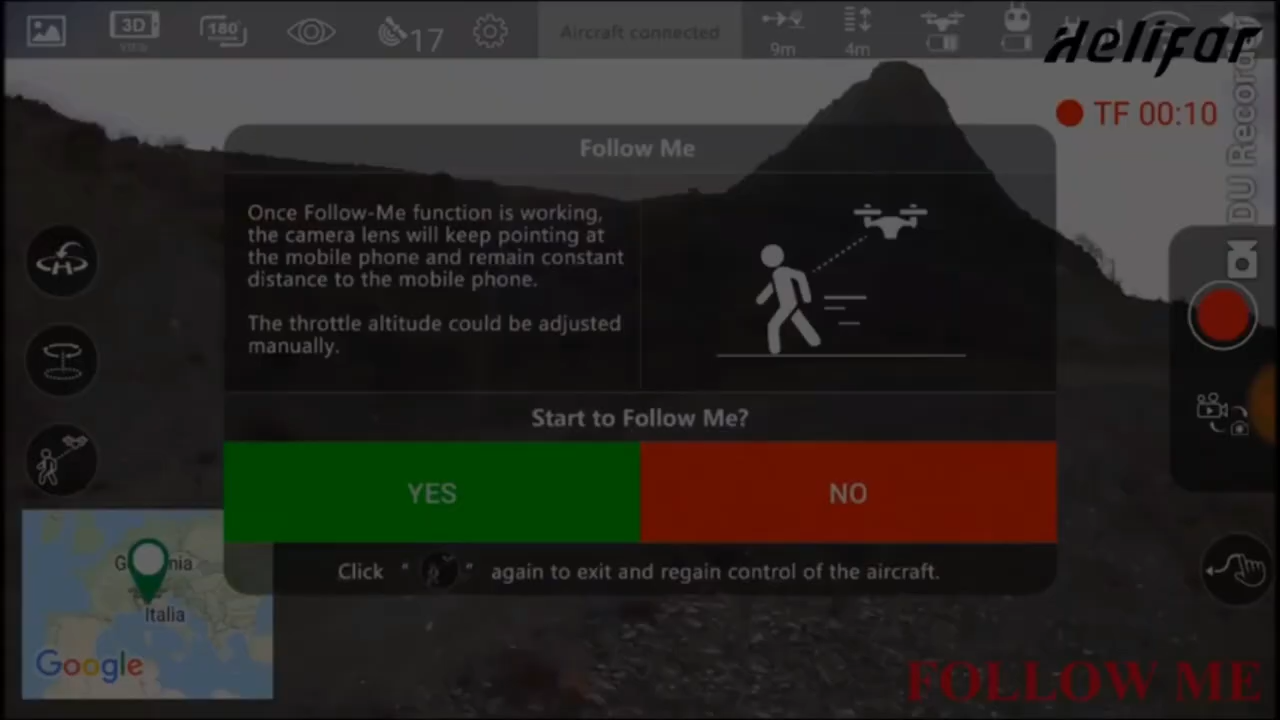 3D
VIEW
180°
17
Aircraft connected
9m
4m
Helifar
TF 00:10
DU Recorder
Follow Me
Once Follow-Me function is working,
the camera lens will keep pointing at
the mobile phone and remain constant
distance to the mobile phone.
The throttle altitude could be adjusted
manually.
Start to Follow Me?
YES
NO
Click " " again to exit and regain control of the aircraft.
Italia
Google
FOLLOW ME